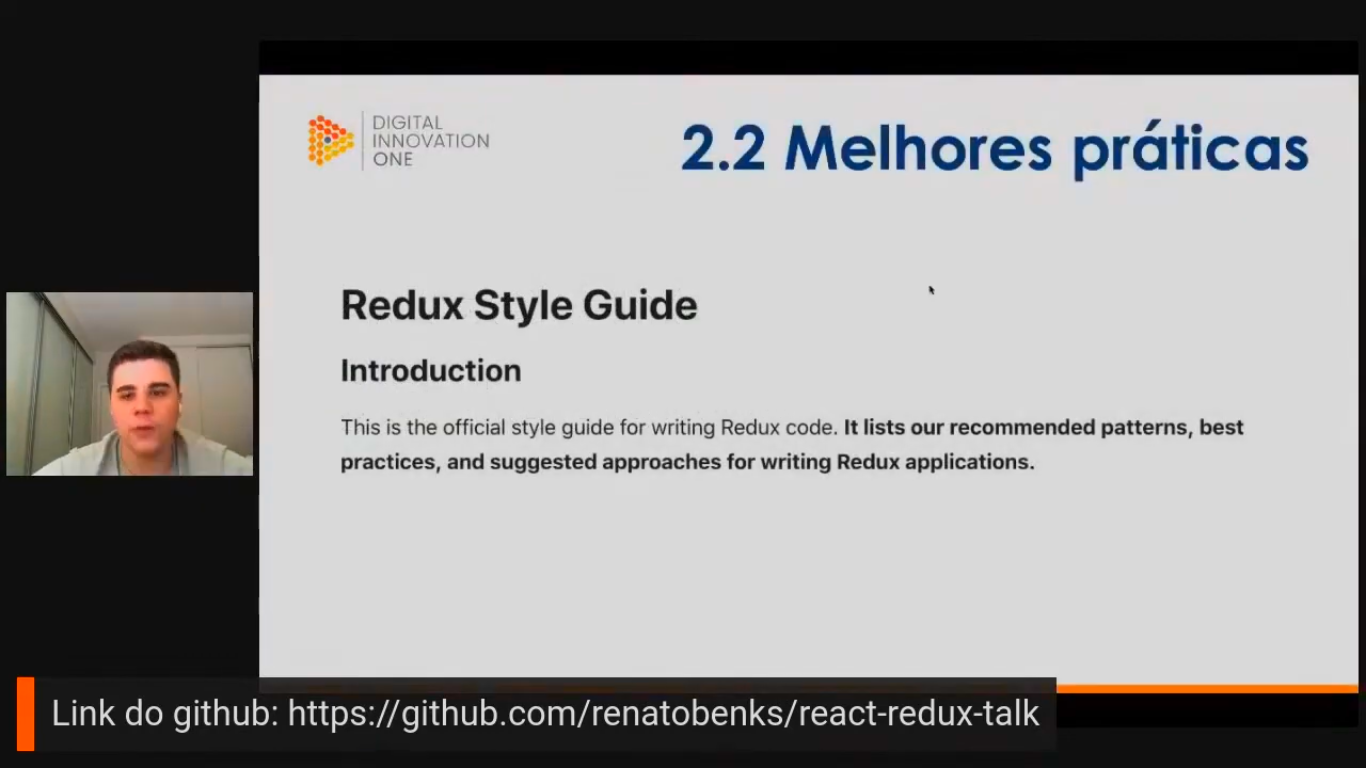 DIGITAL
INNOVATION
ONE
2.2 Melhores práticas
Redux Style Guide
Introduction
This is the official style guide for writing Redux code. It lists our recommended patterns, best
practices, and suggested approaches for writing Redux applications.
Link do github: https://github.com/renatobenks/react-redux-talk